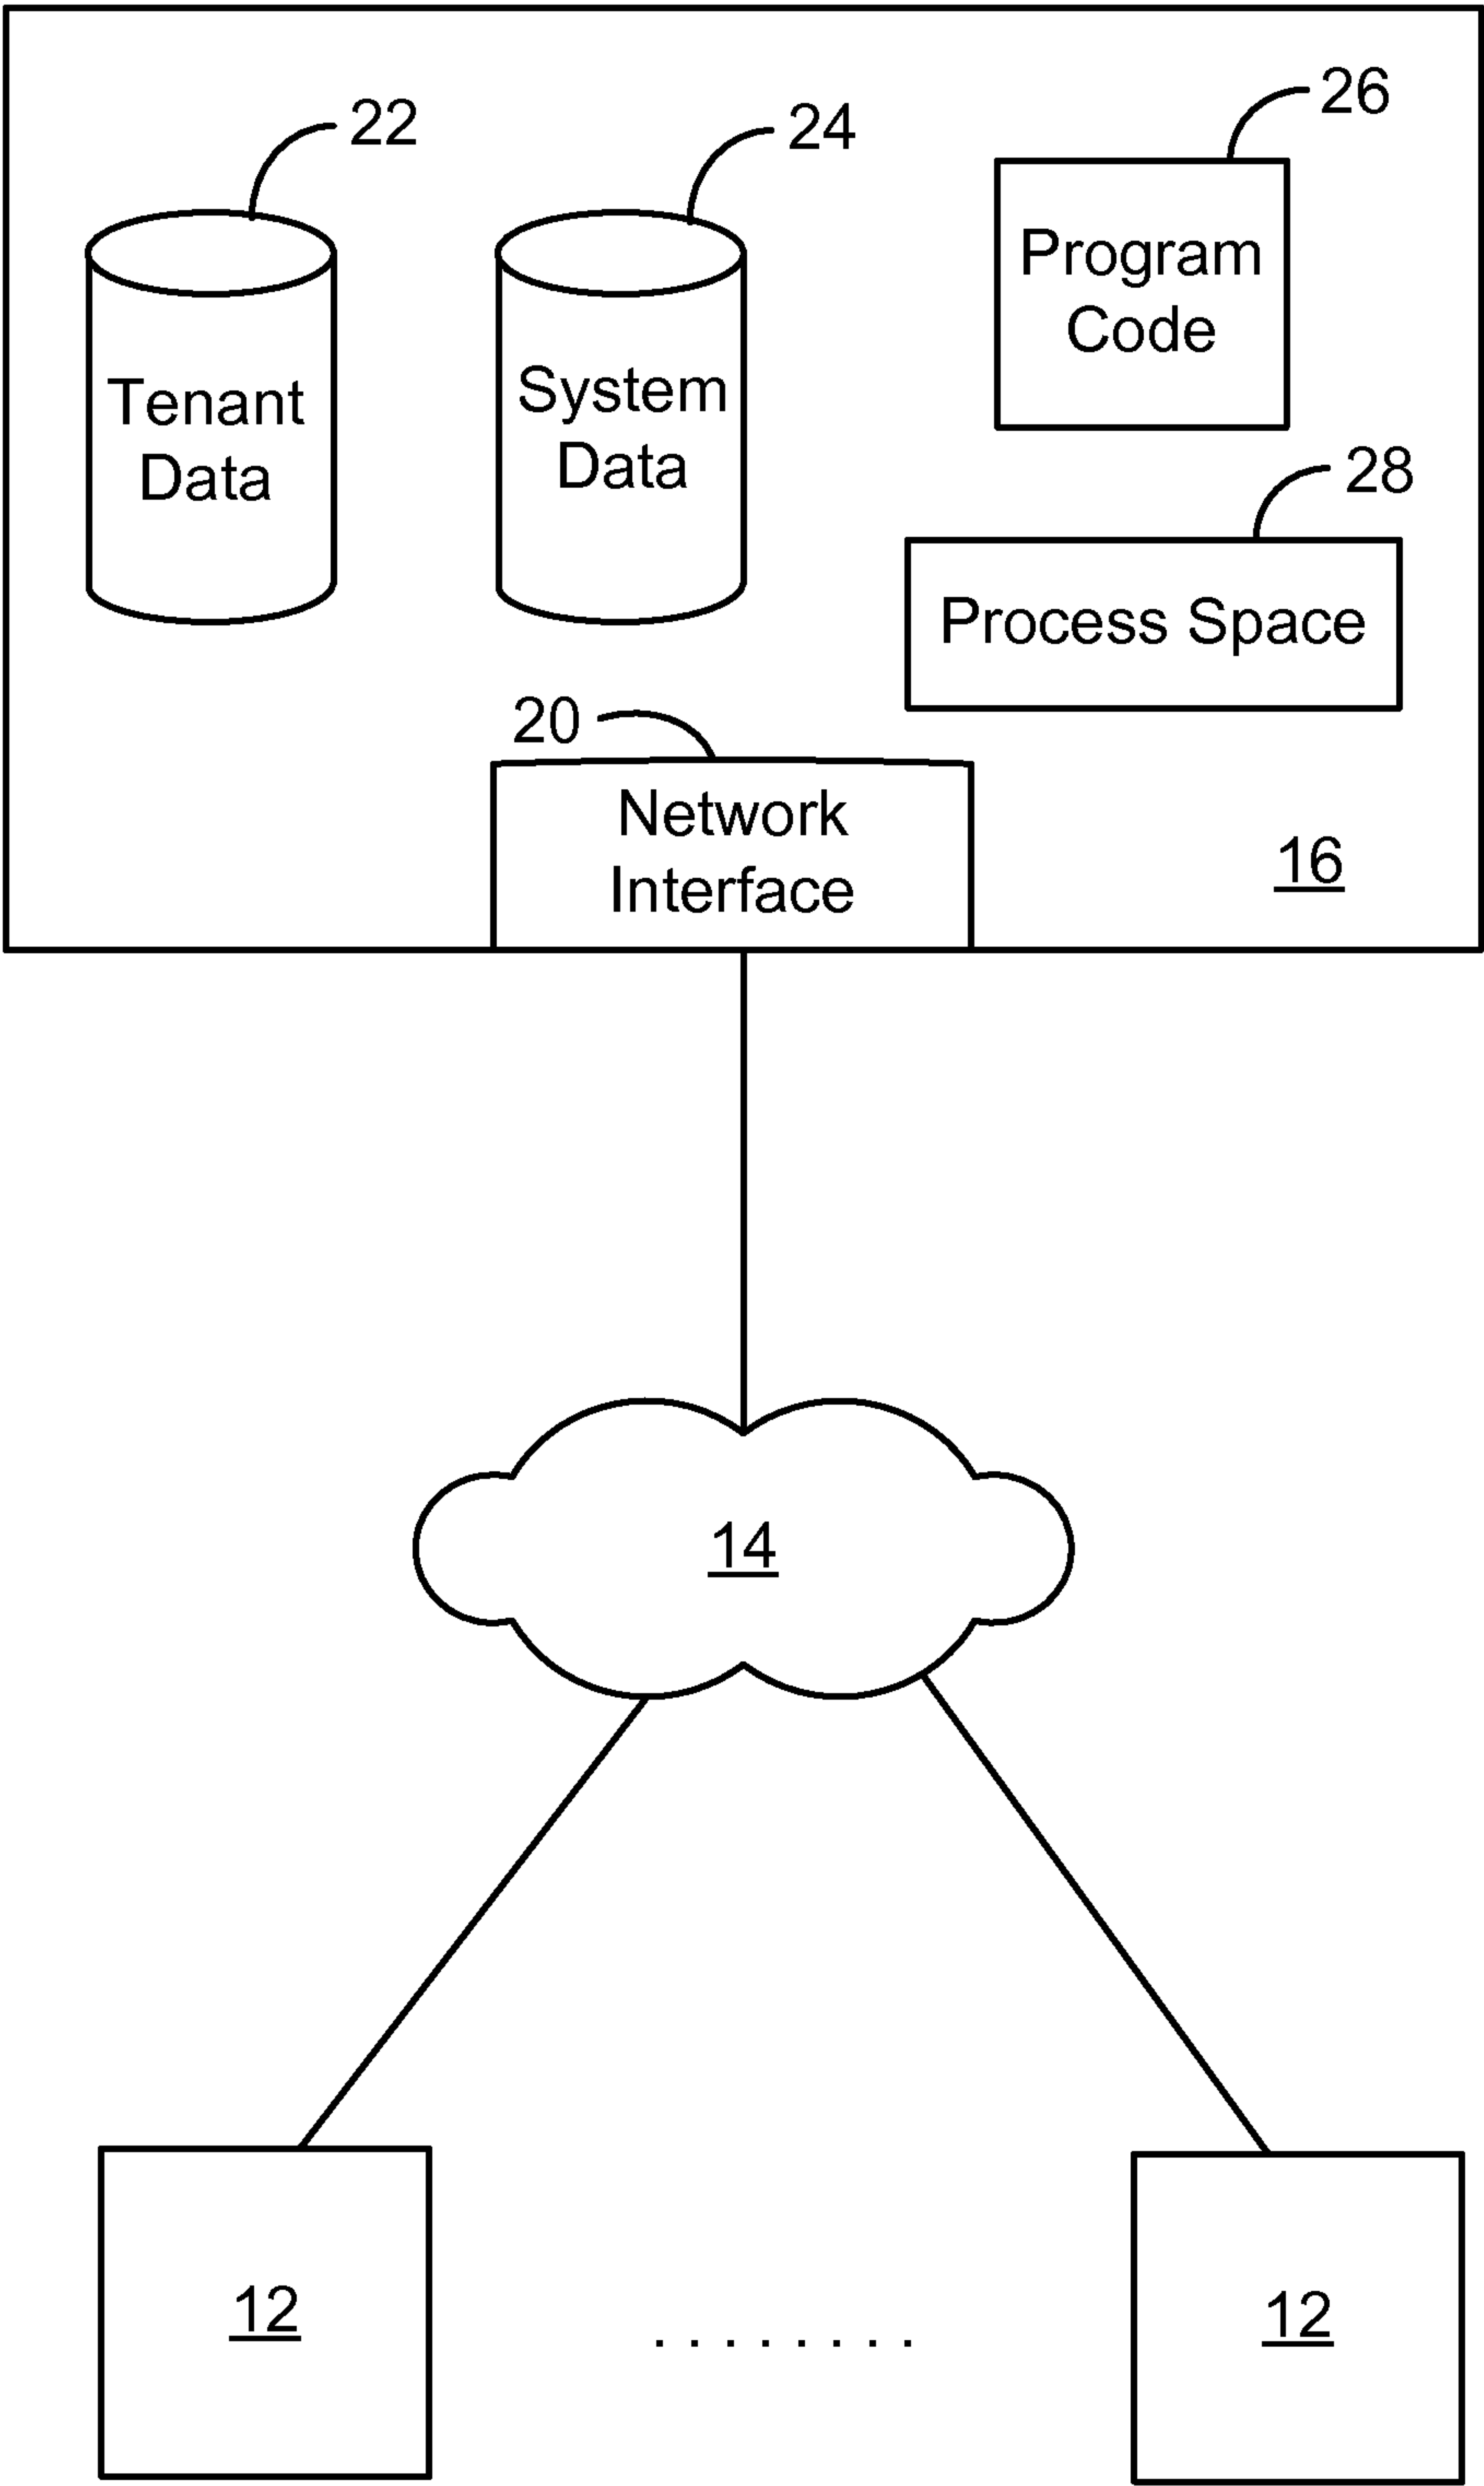 22
24
26
Tenant
Data
System
Data
Program
Code
28
Process Space
20
Network
Interface
16
14
12
........
12